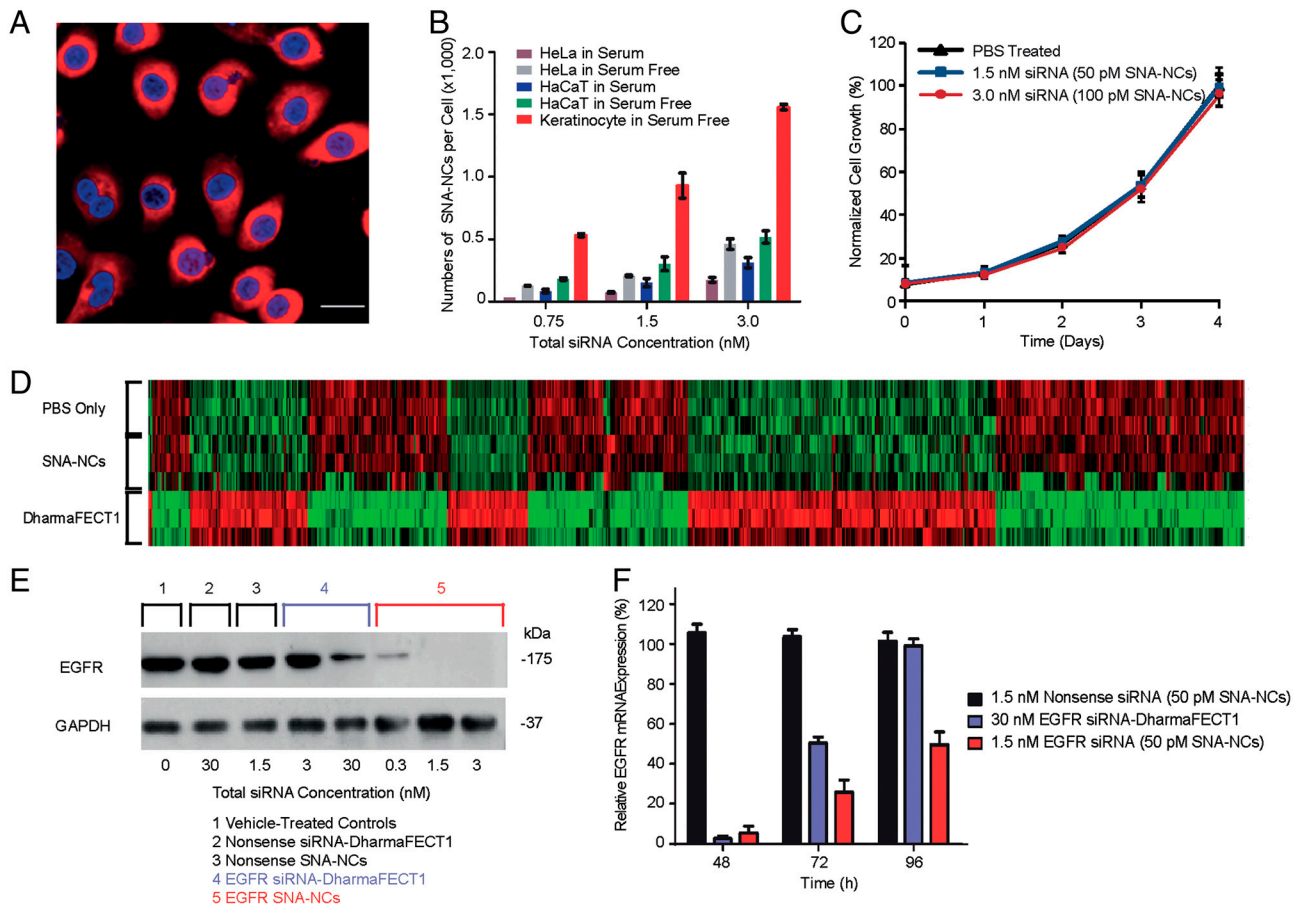 A
B
Numbers of SNA-NCs per Cell (x1,000)
2.0
1.5
1.0
0.5
0
HeLa in Serum
HeLa in Serum Free
HaCaT in Serum
HaCaT in Serum Free
Keratinocyte in Serum Free
0.75 1.5 3.0
Total siRNA Concentration (nM)
C
Normalized Cell Growth (%)
120
100
80
60
40
20
0
PBS Treated
1.5 nM siRNA (50 pM SNA-NCs)
3.0 nM siRNA (100 pM SNA-NCs)
0 1 2 3 4
Time (Days)
D
PBS Only
SNA-NCs
DharmaFECT1
E
1 2 3 4 5
kDa
EGFR -175
GAPDH -37
0 30 1.5 3 30 0.3 1.5 3
Total siRNA Concentration (nM)
1 Vehicle-Treated Controls
2 Nonsense siRNA-DharmaFECT1
3 Nonsense SNA-NCs
4 EGFR siRNA-DharmaFECT1
5 EGFR SNA-NCs
F
Relative EGFR mRNAExpression (%)
120
100
80
60
40
20
0
48 72 96
Time (h)
1.5 nM Nonsense siRNA (50 pM SNA-NCs)
30 nM EGFR siRNA-DharmaFECT1
1.5 nM EGFR siRNA (50 pM SNA-NCs)